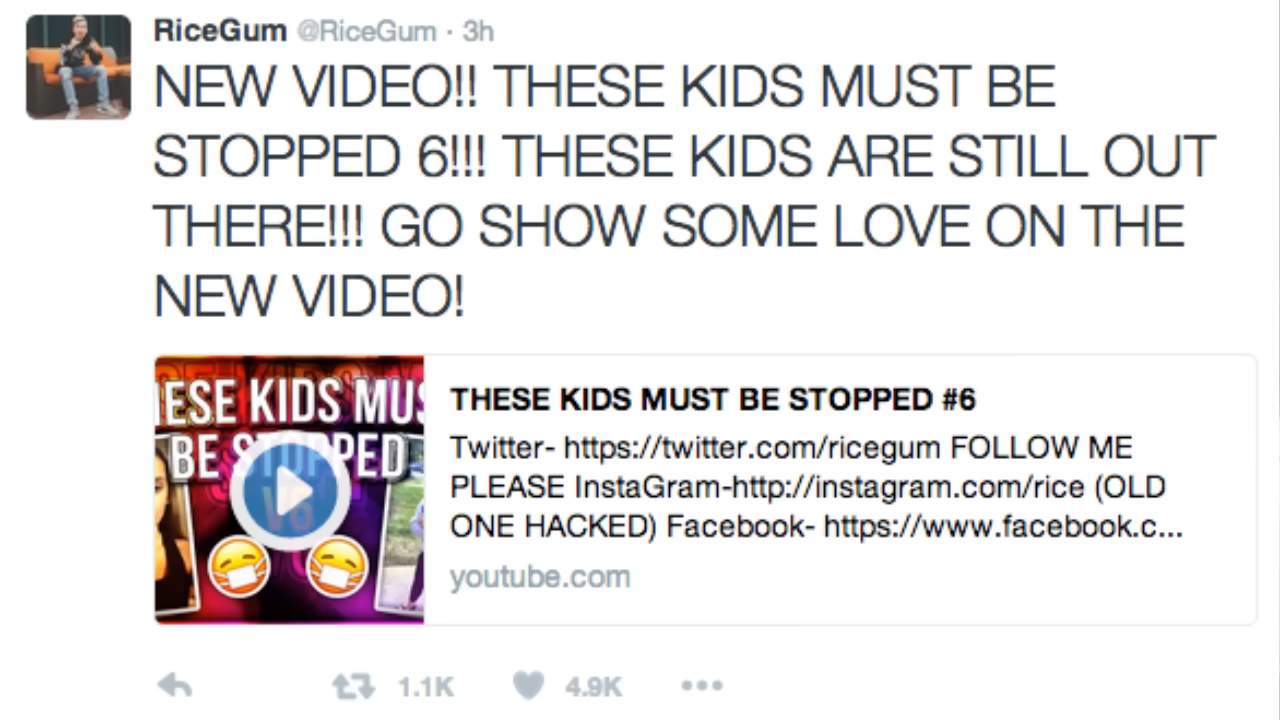 RiceGum @RiceGum · 3h
NEW VIDEO!! THESE KIDS MUST BE
STOPPED 6!!! THESE KIDS ARE STILL OUT
THERE!!! GO SHOW SOME LOVE ON THE
NEW VIDEO!
ESE KIDS MUS
BE STOPPED
V6
THESE KIDS MUST BE STOPPED #6
Twitter- https://twitter.com/ricegum FOLLOW ME
PLEASE InstaGram-http://instagram.com/rice (OLD
ONE HACKED) Facebook- https://www.facebook.c...
youtube.com
1.1K 4.9K